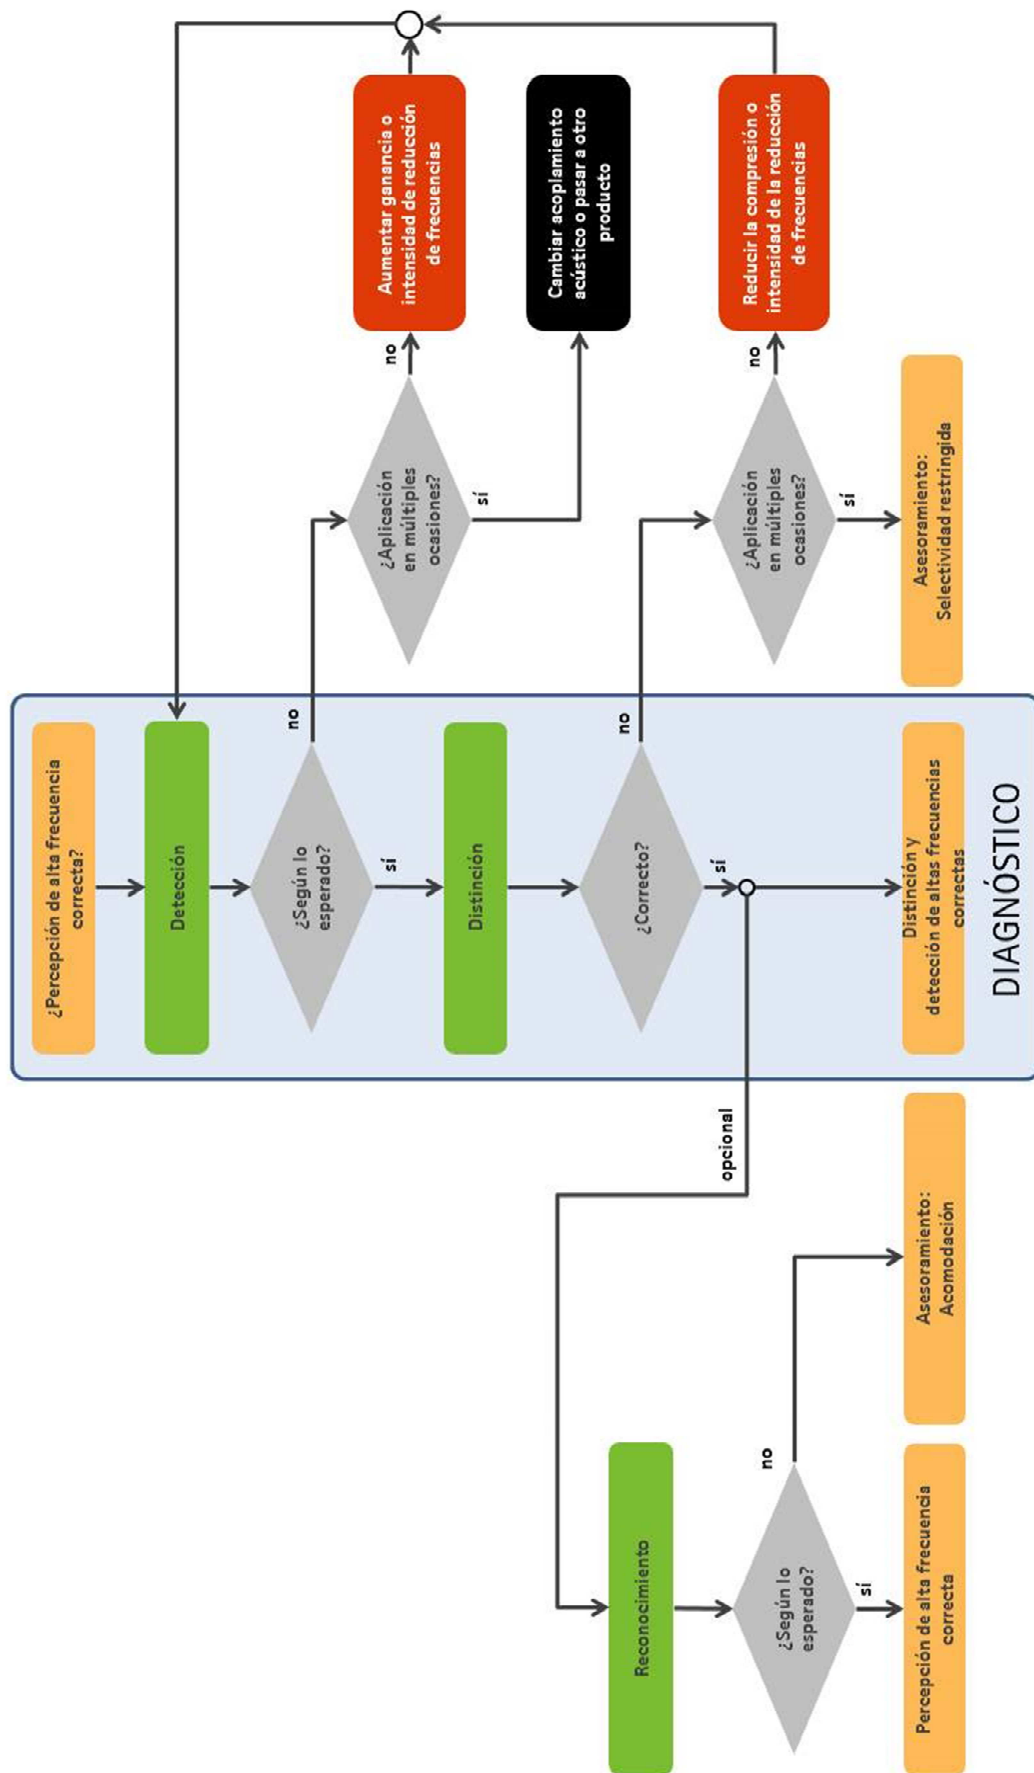 ¿Percepción de alta frecuencia
correcta?
Detección
¿Según lo
esperado?
no
sí
Distinción
¿Correcto?
no
sí
Distinción y
detección de altas frecuencias
correctas
DIAGNÓSTICO
¿Aplicación
en múltiples
ocasiones?
no
sí
Aumentar ganancia o
intensidad de reducción
de frecuencias
Cambiar acoplamiento
acústico o pasar a otro
producto
¿Aplicación
en múltiples
ocasiones?
no
sí
Reducir la compresión o
intensidad de la reducción
de frecuencias
Asesoramiento:
Selectividad restringida
opcional
Reconocimiento
¿Según lo
esperado?
no
sí
Asesoramiento:
Acomodación
Percepción de alta frecuencia
correcta